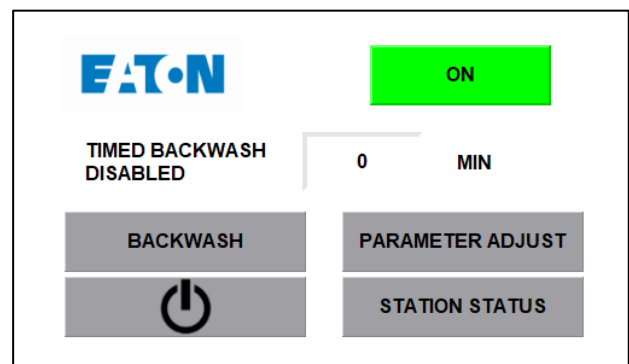 EATON
ON
TIMED BACKWASH
DISABLED
0 MIN
BACKWASH
PARAMETER ADJUST
STATION STATUS